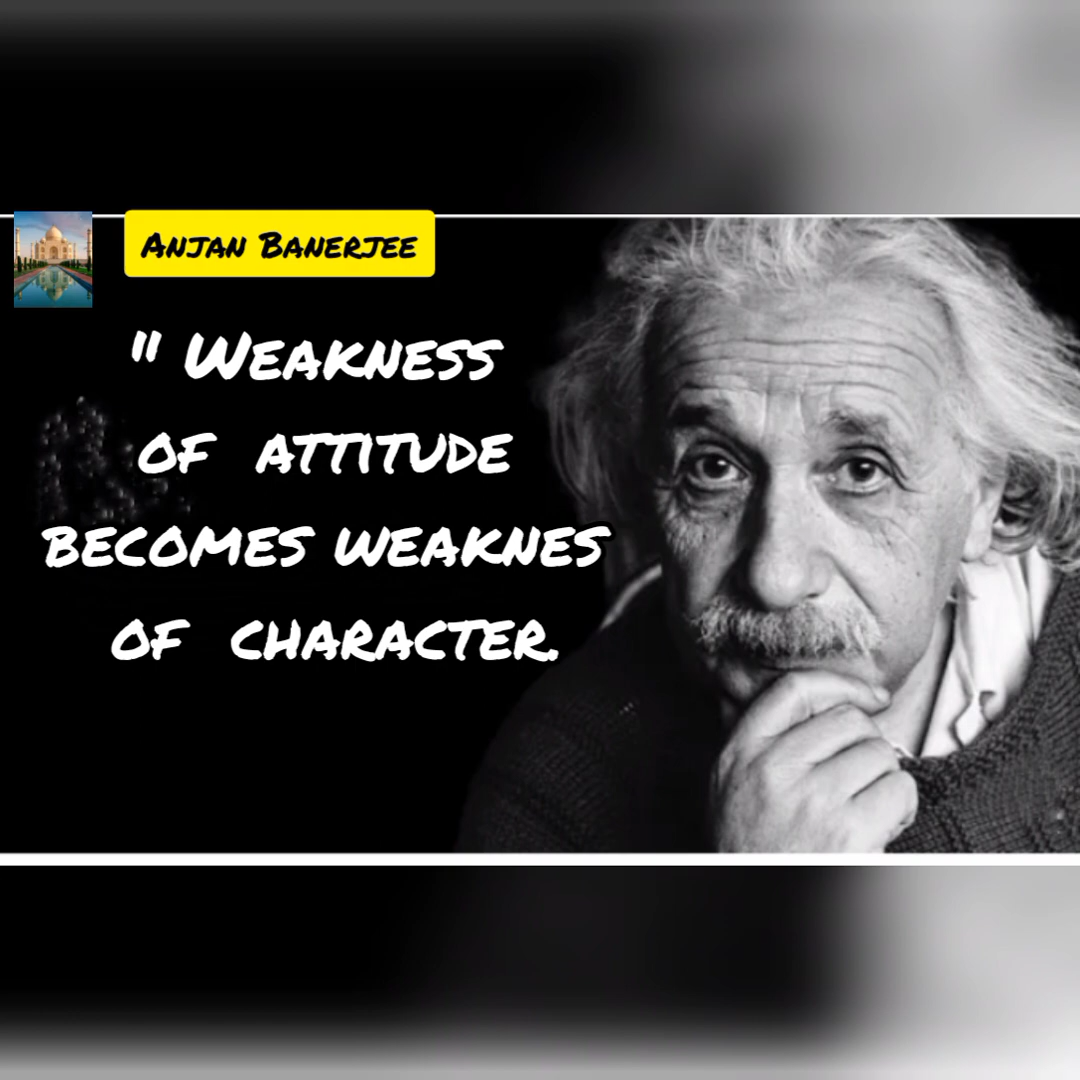 ANJAN BANERJEE
" WEAKNESS
OF ATTITUDE
BECOMES WEAKNES
OF CHARACTER.